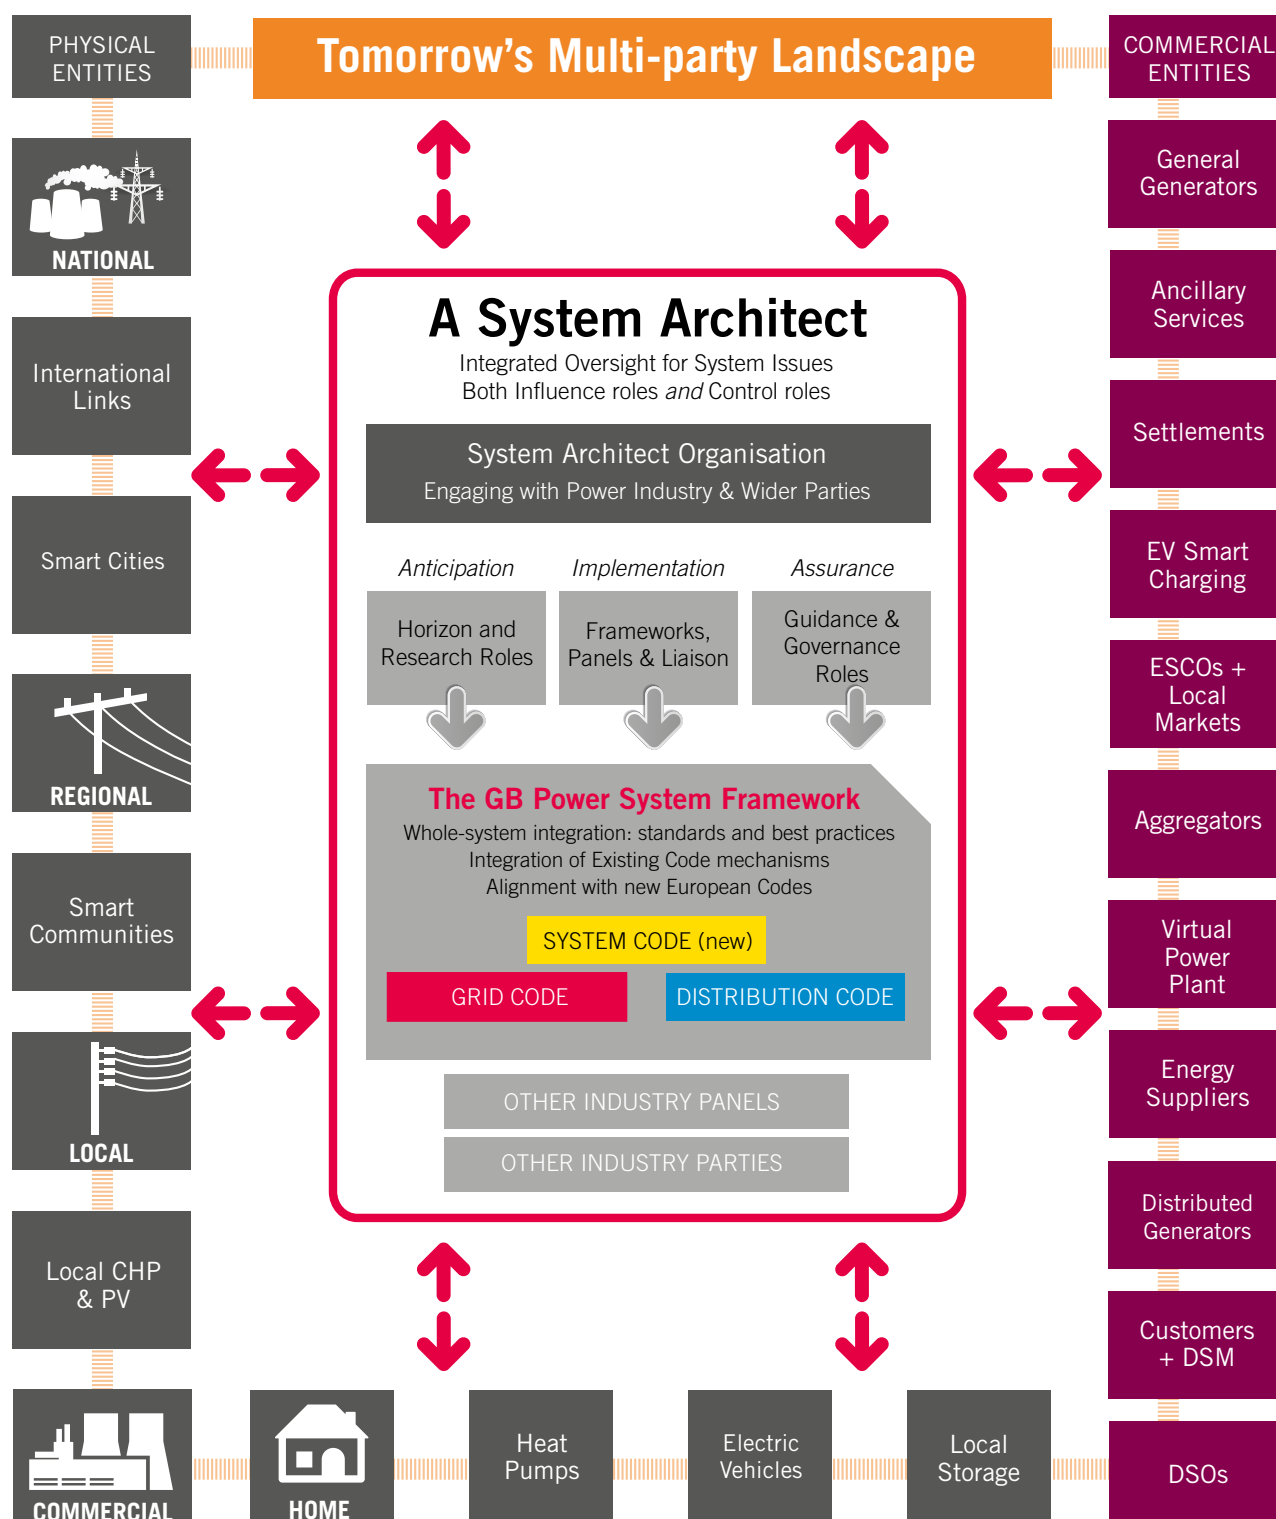 Tomorrow's Multi-party Landscape
PHYSICAL
ENTITIES
NATIONAL
International
Links
Smart Cities
REGIONAL
Smart
Communities
LOCAL
Local CHP
& PV
COMMERCIAL
HOME
Heat
Pumps
Electric
Vehicles
Local
Storage
A System Architect
Integrated Oversight for System Issues
Both Influence roles and Control roles
System Architect Organisation
Engaging with Power Industry & Wider Parties
Anticipation
Horizon and
Research Roles
Implementation
Frameworks,
Panels & Liaison
Assurance
Guidance &
Governance
Roles
The GB Power System Framework
Whole-system integration: standards and best practices
Integration of Existing Code mechanisms
Alignment with new European Codes
SYSTEM CODE (new)
GRID CODE
DISTRIBUTION CODE
OTHER INDUSTRY PANELS
OTHER INDUSTRY PARTIES
COMMERCIAL
ENTITIES
General
Generators
Ancillary
Services
Settlements
EV Smart
Charging
ESCOs +
Local
Markets
Aggregators
Virtual
Power
Plant
Energy
Suppliers
Distributed
Generators
Customers
+ DSM
DSOs